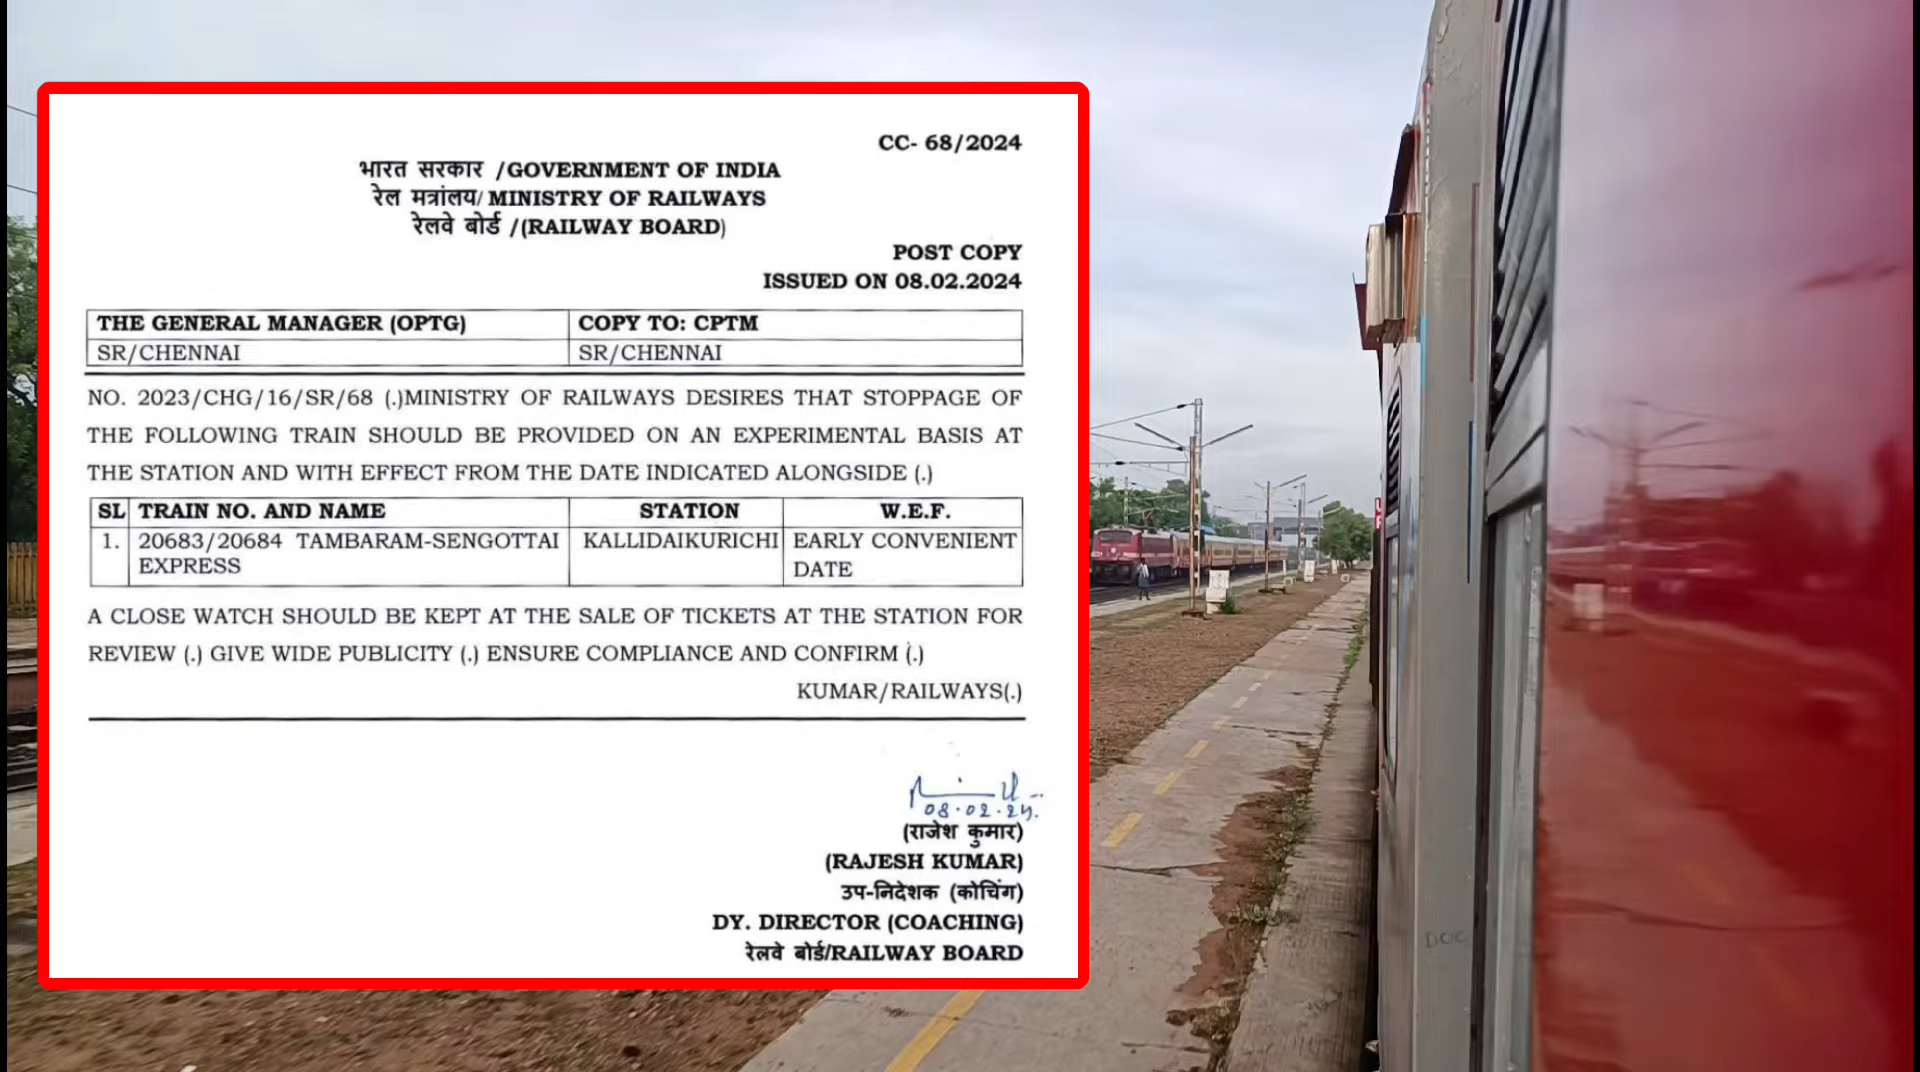 CC- 68/2024
भारत सरकार /GOVERNMENT OF INDIA
रेल मत्रांलय/ MINISTRY OF RAILWAYS
रेलवे बोर्ड /(RAILWAY BOARD)
POST COPY
ISSUED ON 08.02.2024
THE GENERAL MANAGER (OPTG) COPY TO: CPTM
SR/CHENNAI SR/CHENNAI
NO. 2023/CHG/16/SR/68 (.)MINISTRY OF RAILWAYS DESIRES THAT STOPPAGE OF
THE FOLLOWING TRAIN SHOULD BE PROVIDED ON AN EXPERIMENTAL BASIS AT
THE STATION AND WITH EFFECT FROM THE DATE INDICATED ALONGSIDE (.)
SL TRAIN NO. AND NAME STATION W.E.F.
1. 20683/20684 TAMBARAM-SENGOTTAI KALLIDAIKURICHI EARLY CONVENIENT
EXPRESS DATE
A CLOSE WATCH SHOULD BE KEPT AT THE SALE OF TICKETS AT THE STATION FOR
REVIEW (.) GIVE WIDE PUBLICITY (.) ENSURE COMPLIANCE AND CONFIRM (.)
KUMAR/RAILWAYS(.)
08.02.24.
(राजेश कुमार)
(RAJESH KUMAR)
उप-निदेशक (कोचिंग)
DY. DIRECTOR (COACHING)
रेलवे बोर्ड/RAILWAY BOARD